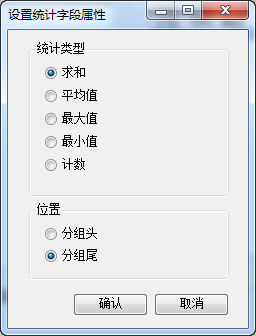 设置统计字段属性
统计类型
求和
平均值
最大值
最小值
计数
位置
分组头
分组尾
确认
取消